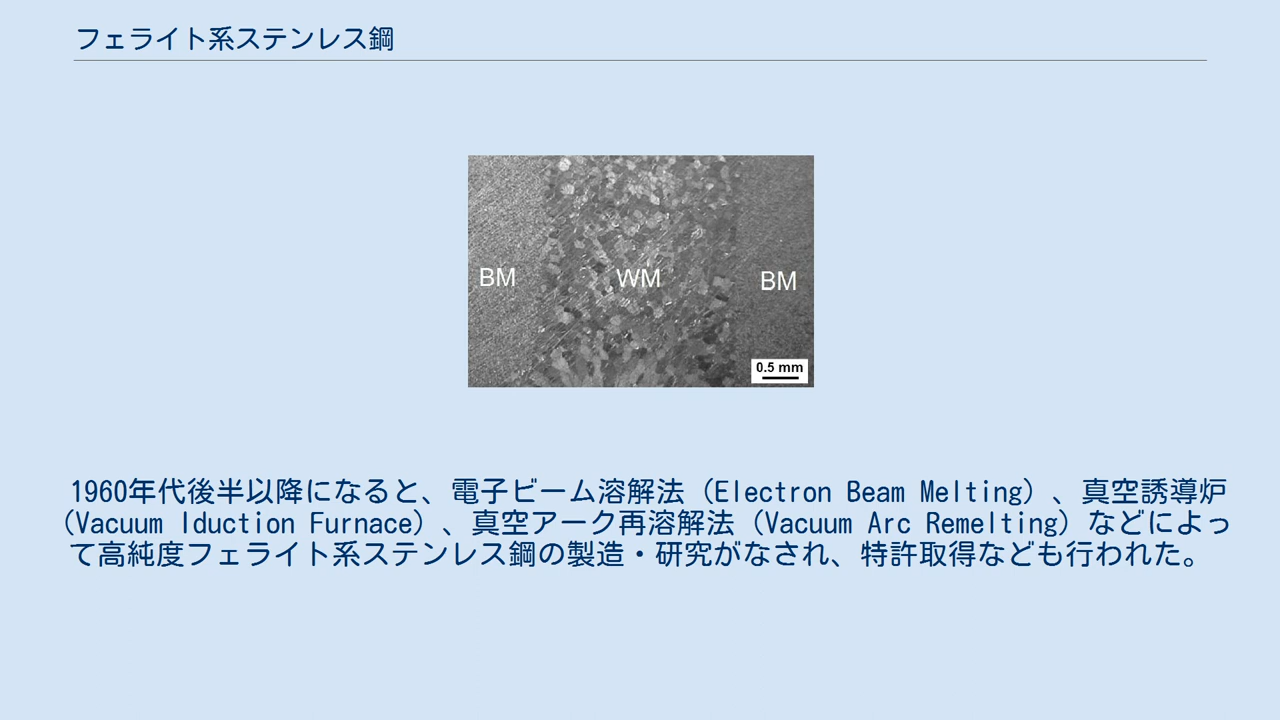 フェライト系ステンレス鋼
BM
WM
BM
0.5 mm
1960年代後半以降になると、電子ビーム溶解法（Electron Beam Melting）、真空誘導炉
（Vacuum Iduction Furnace）、真空アーク再溶解法（Vacuum Arc Remelting）などによっ
て高純度フェライト系ステンレス鋼の製造・研究がなされ、特許取得なども行われた。